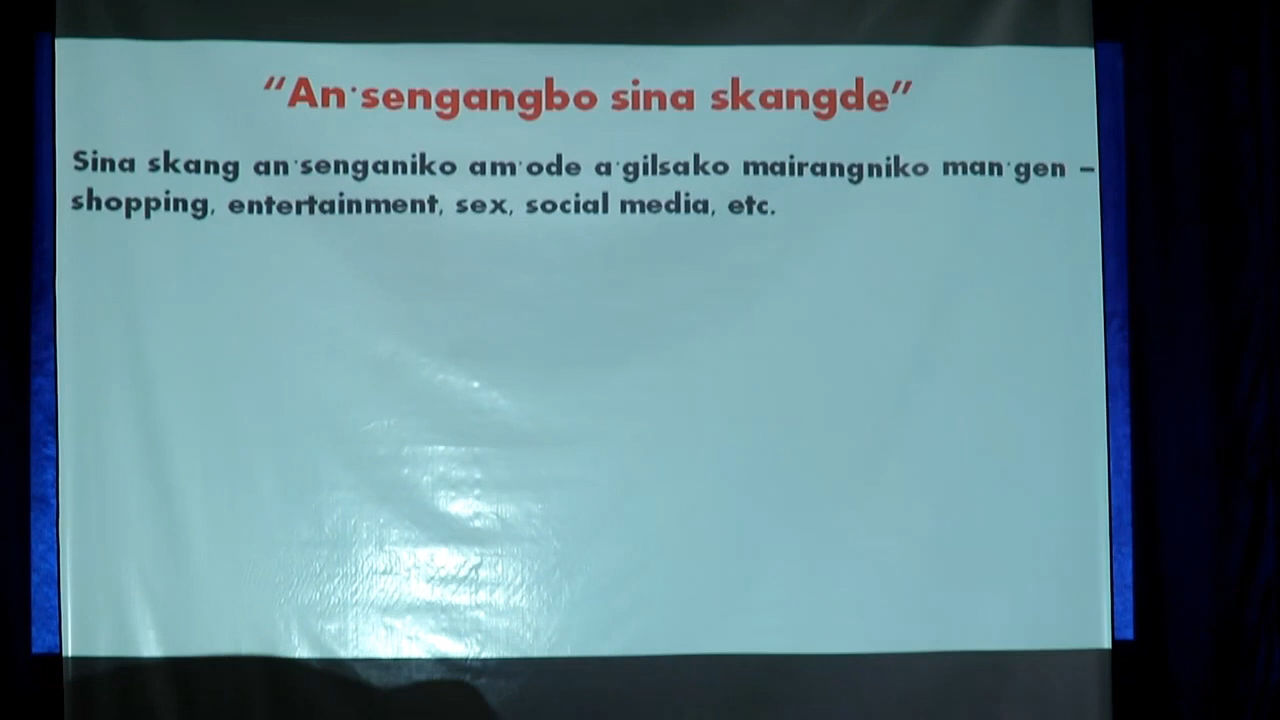 “An·sengangbo sina skangde”
Sina skang an·senganiko am·ode a·gilsako mairangniko man·gen –
shopping, entertainment, sex, social media, etc.